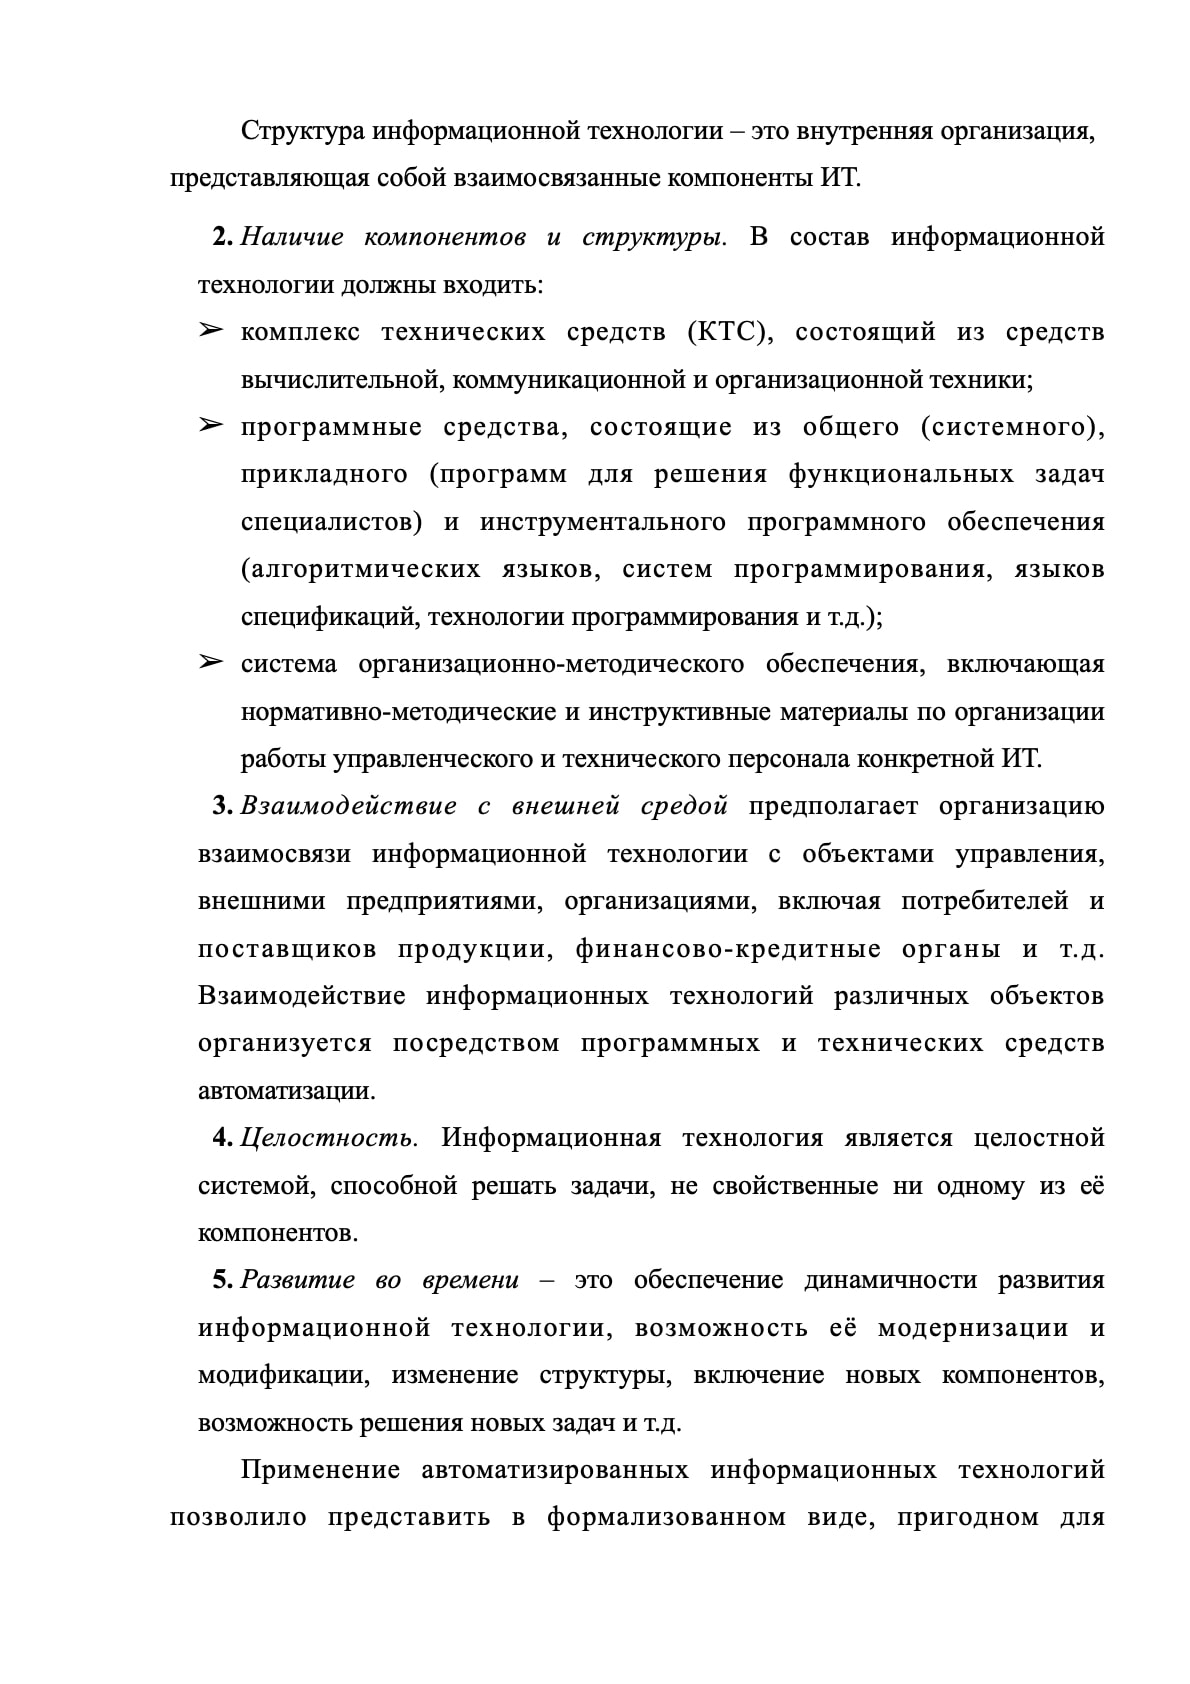 Структура информационной технологии – это внутренняя организация,
представляющая собой взаимосвязанные компоненты ИТ.
2. Наличие компонентов и структуры. В состав информационной
технологии должны входить:
➢ комплекс технических средств (КТС), состоящий из средств
вычислительной, коммуникационной и организационной техники;
➢ программные средства, состоящие из общего (системного),
прикладного (программ для решения функциональных задач
специалистов) и инструментального программного обеспечения
(алгоритмических языков, систем программирования, языков
спецификаций, технологии программирования и т.д.);
➢ система организационно-методического обеспечения, включающая
нормативно-методические и инструктивные материалы по организации
работы управленческого и технического персонала конкретной ИТ.
3. Взаимодействие с внешней средой предполагает организацию
взаимосвязи информационной технологии с объектами управления,
внешними предприятиями, организациями, включая потребителей и
поставщиков продукции, финансово-кредитные органы и т.д.
Взаимодействие информационных технологий различных объектов
организуется посредством программных и технических средств
автоматизации.
4. Целостность. Информационная технология является целостной
системой, способной решать задачи, не свойственные ни одному из её
компонентов.
5. Развитие во времени – это обеспечение динамичности развития
информационной технологии, возможность её модернизации и
модификации, изменение структуры, включение новых компонентов,
возможность решения новых задач и т.д.
Применение автоматизированных информационных технологий
позволило представить в формализованном виде, пригодном для